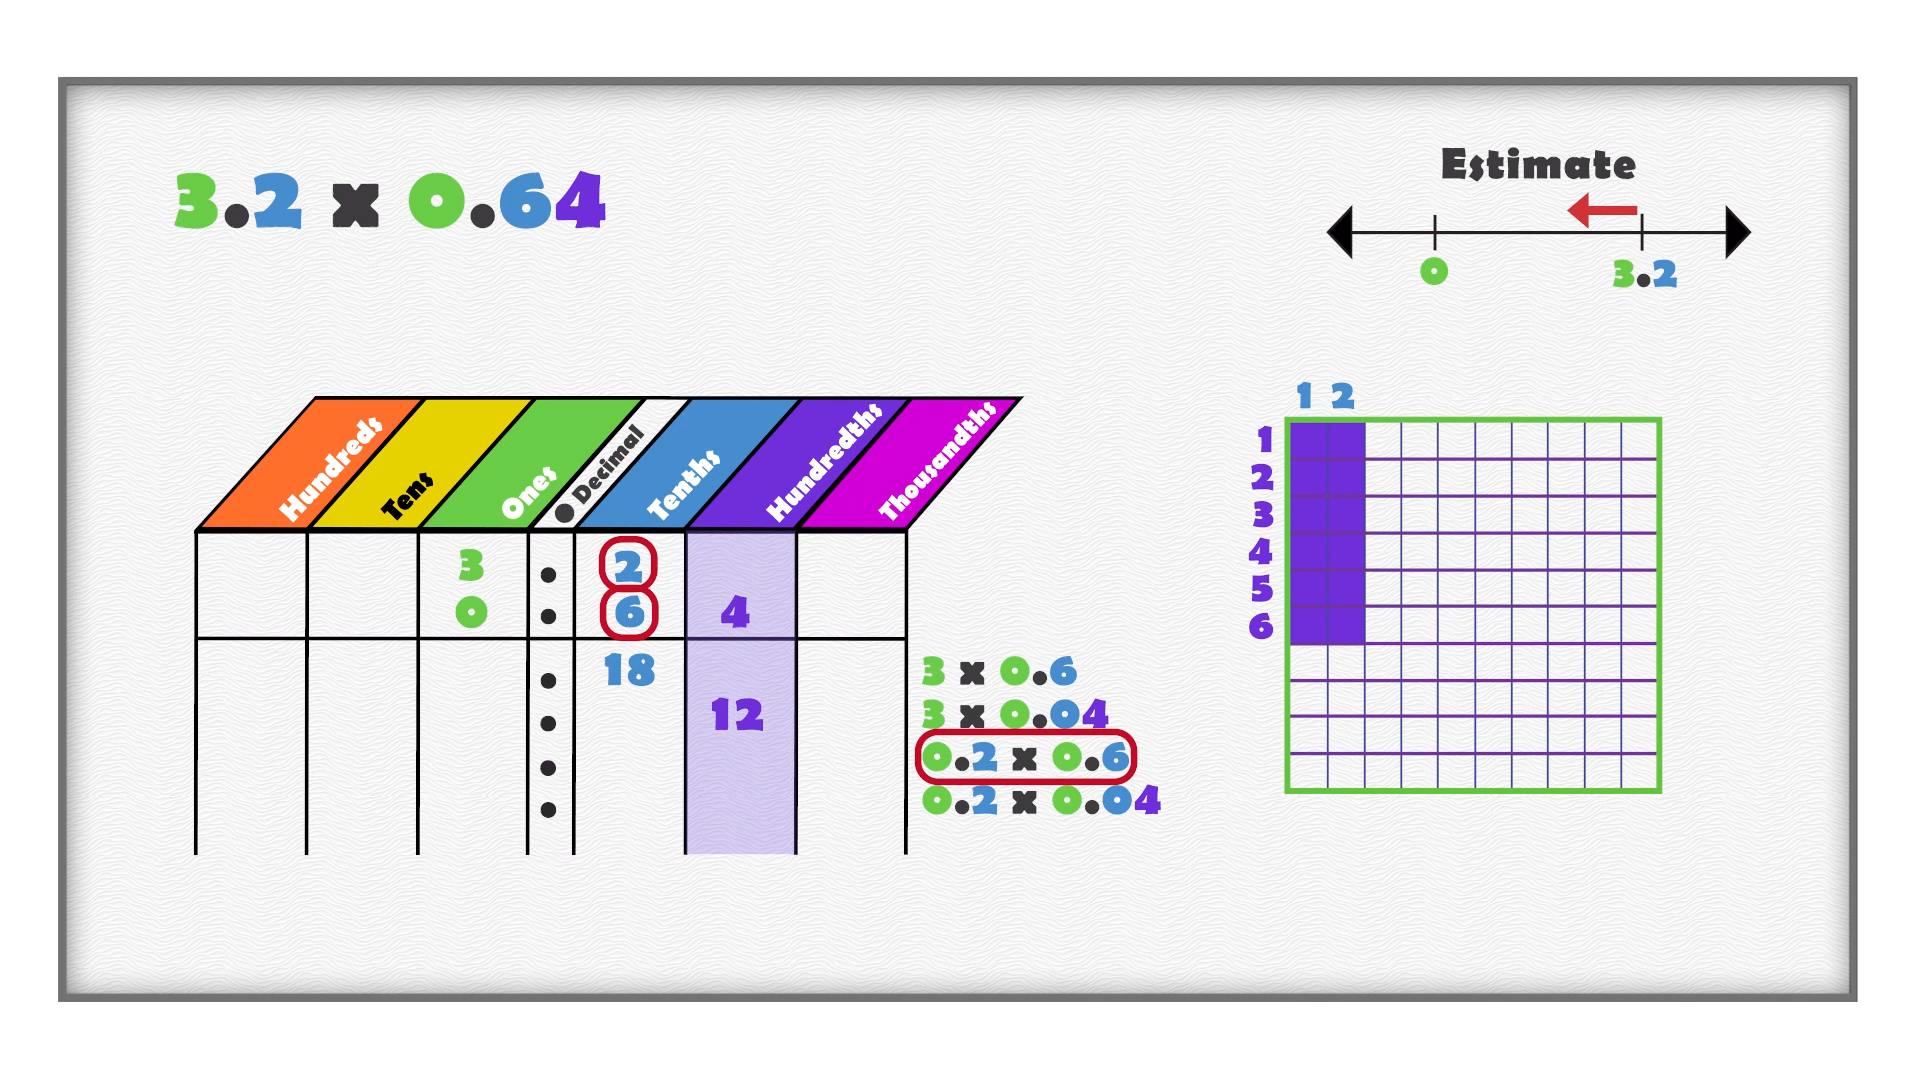 3.2 x 0.64
Estimate
0 3.2
Hundreds Tens Ones Decimal Tenths Hundredths Thousandths
3 . 2
0 . 6 4
. 18
. 12
.
.
3 x 0.6
3 x 0.04
0.2 x 0.6
0.2 x 0.04
1 2
1
2
3
4
5
6